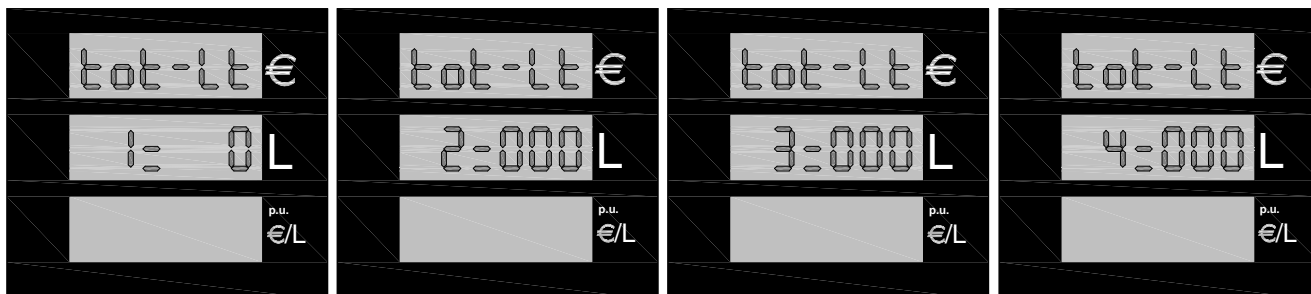 tot-Lt €
1= 0 L
p.u.
€/L
tot-Lt €
2=000 L
p.u.
€/L
tot-Lt €
3=000 L
p.u.
€/L
tot-Lt €
4=000 L
p.u.
€/L